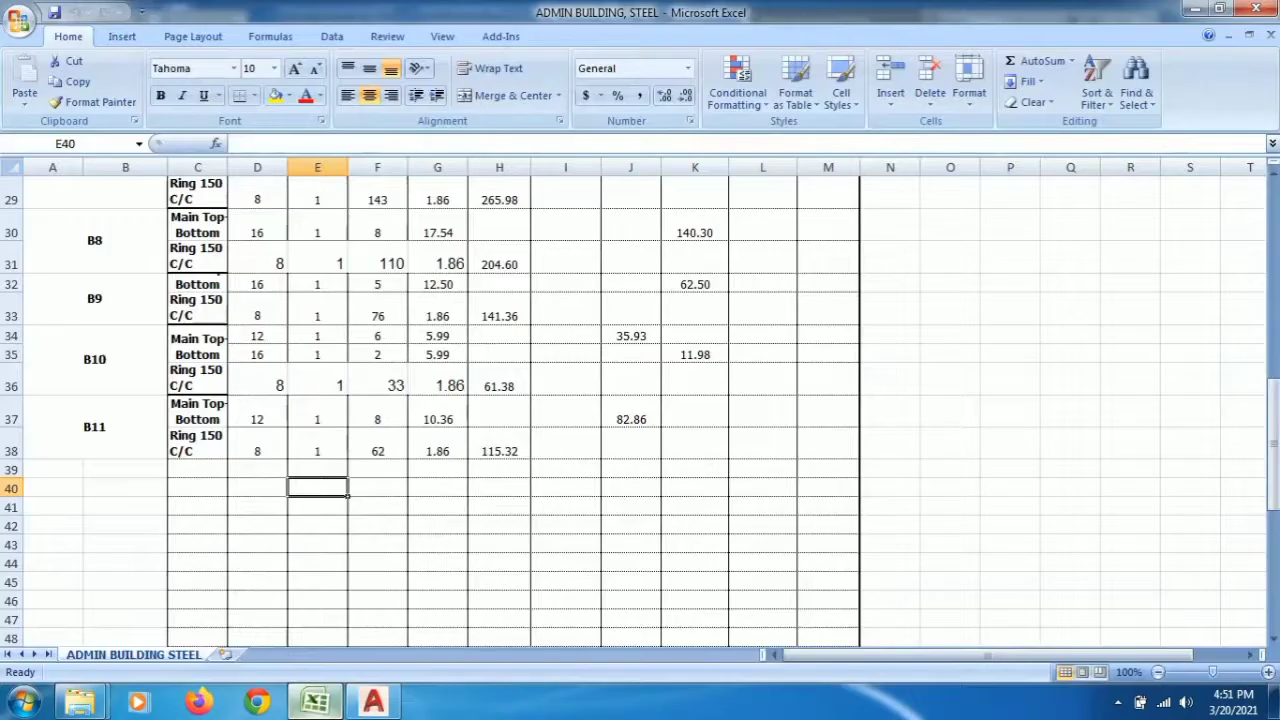 ADMIN BUILDING, STEEL - Microsoft Excel
Home Insert Page Layout Formulas Data Review View Add-Ins
Paste Cut Copy Format Painter Clipboard
Tahoma 10 A A B I U A Font
Wrap Text Merge & Center Alignment
General $ % , Number
Conditional Formatting Format as Table Cell Styles Styles
Insert Delete Format Cells
Σ AutoSum Fill Clear Sort & Filter Find & Select Editing
E40 fx
A B C D E F G H I J K L M N O P Q R S T
29 Ring 150 C/C 8 1 143 1.86 265.98
B8
30 Main Top- Bottom 16 1 8 17.54 140.30
31 Ring 150 C/C 8 1 110 1.86 204.60
B9
32 Bottom 16 1 5 12.50 62.50
33 Ring 150 C/C 8 1 76 1.86 141.36
B10
34 Main Top- 12 1 6 5.99 35.93
35 Bottom 16 1 2 5.99 11.98
36 Ring 150 C/C 8 1 33 1.86 61.38
B11
37 Main Top- Bottom 12 1 8 10.36 82.86
38 Ring 150 C/C 8 1 62 1.86 115.32
39
40
41
42
43
44
45
46
47
48
ADMIN BUILDING STEEL
Ready 100%
4:51 PM
3/20/2021